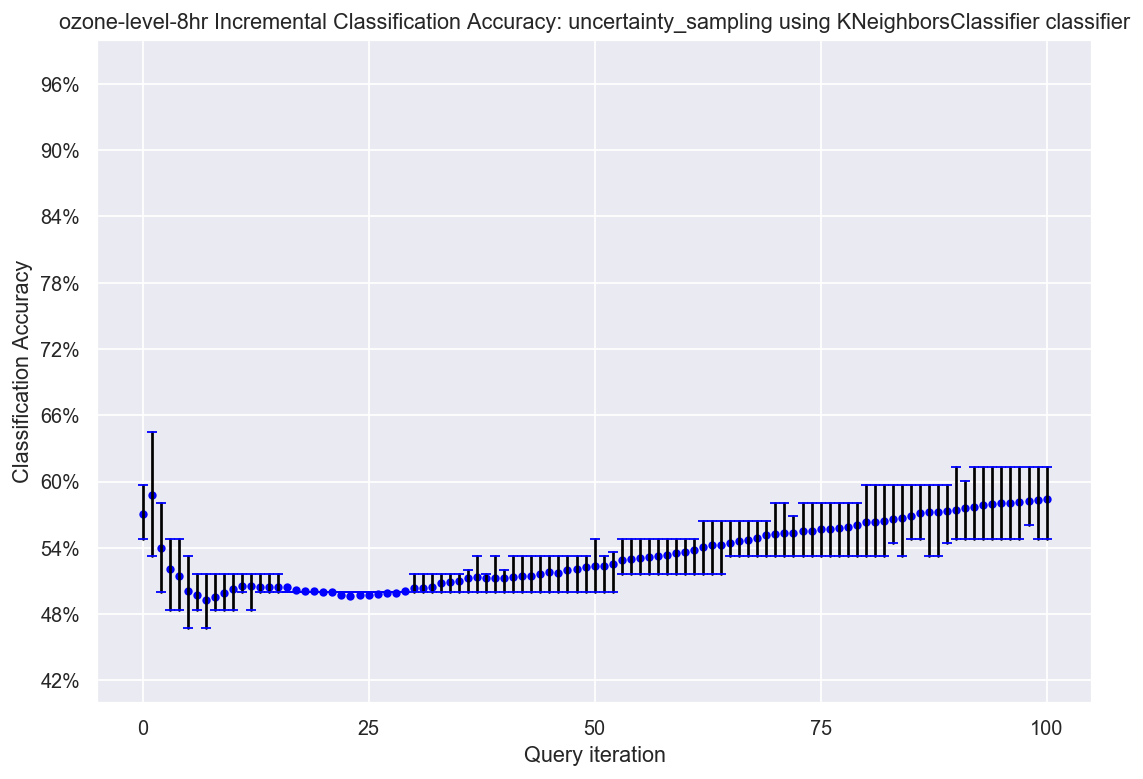 ozone-level-8hr Incremental Classification Accuracy: uncertainty_sampling using KNeighborsClassifier classifier
96%
90%
84%
78%
72%
66%
60%
54%
48%
42%
Classification Accuracy
0 25 50 75 100
Query iteration